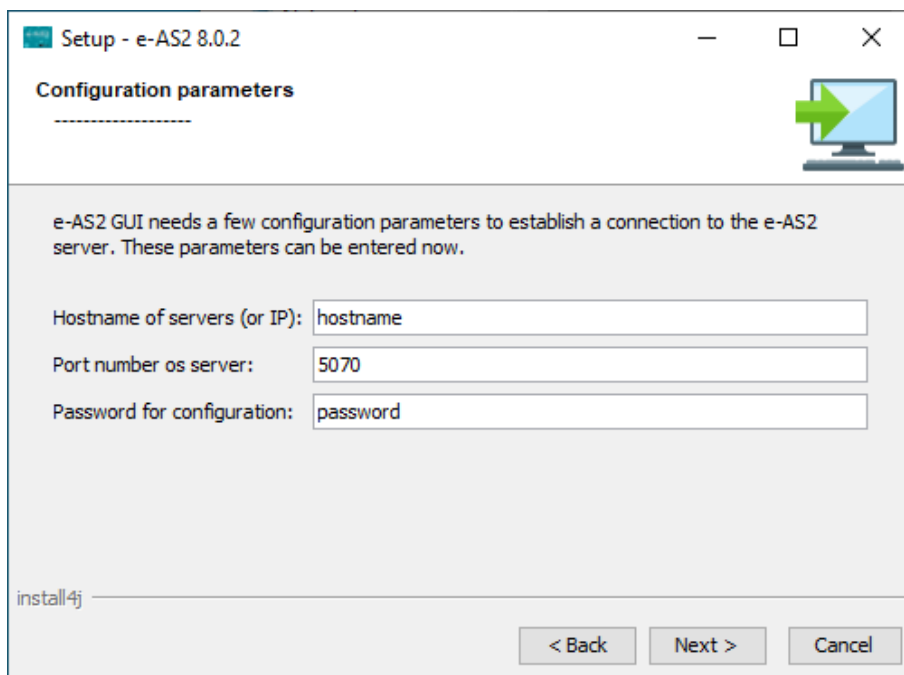 Setup - e-AS2 8.0.2
Configuration parameters
-------------------
e-AS2 GUI needs a few configuration parameters to establish a connection to the e-AS2
server. These parameters can be entered now.
Hostname of servers (or IP): hostname
Port number os server: 5070
Password for configuration: password
install4j
< Back Next > Cancel